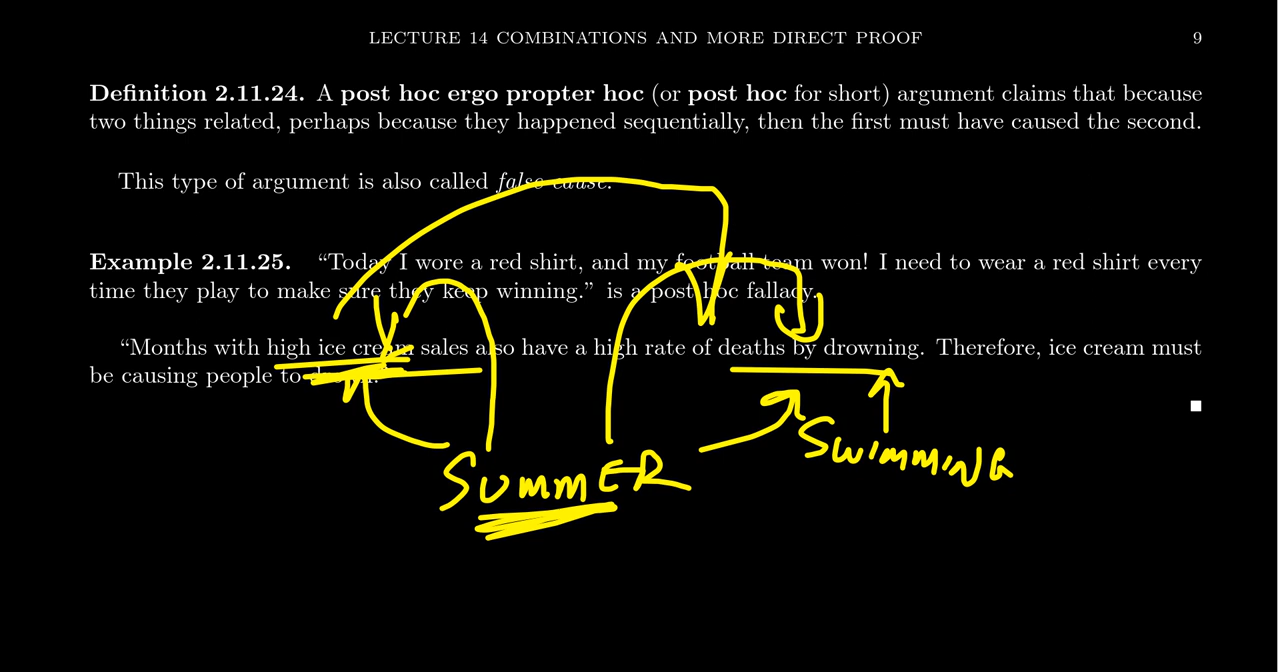 LECTURE 14 COMBINATIONS AND MORE DIRECT PROOF 9
Definition 2.11.24. A post hoc ergo propter hoc (or post hoc for short) argument claims that because
two things related, perhaps because they happened sequentially, then the first must have caused the second.
This type of argument is also called false cause.
Example 2.11.25. “Today I wore a red shirt, and my football team won! I need to wear a red shirt every
time they play to make sure they keep winning.” is a post hoc fallacy.
“Months with high ice cream sales also have a high rate of deaths by drowning. Therefore, ice cream must
be causing people to drown.”
SUMMER
SWIMMING